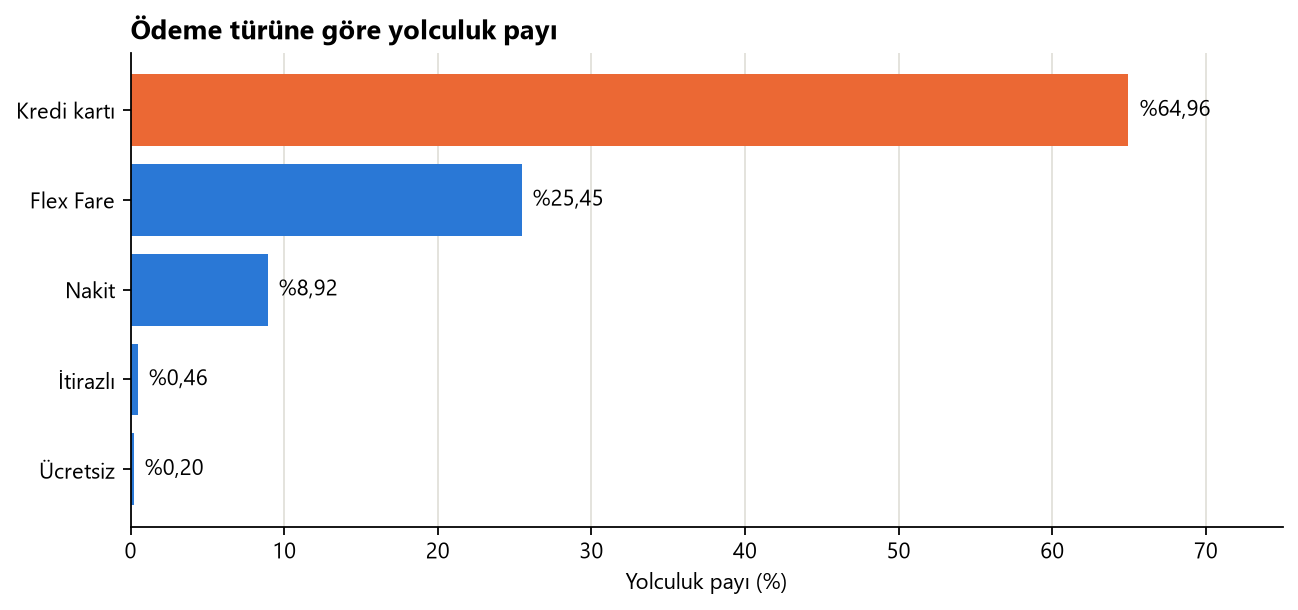 Ödeme türüne göre yolculuk payı
Kredi kartı %64,96
Flex Fare %25,45
Nakit %8,92
İtirazlı %0,46
Ücretsiz %0,20
0 10 20 30 40 50 60 70
Yolculuk payı (%)